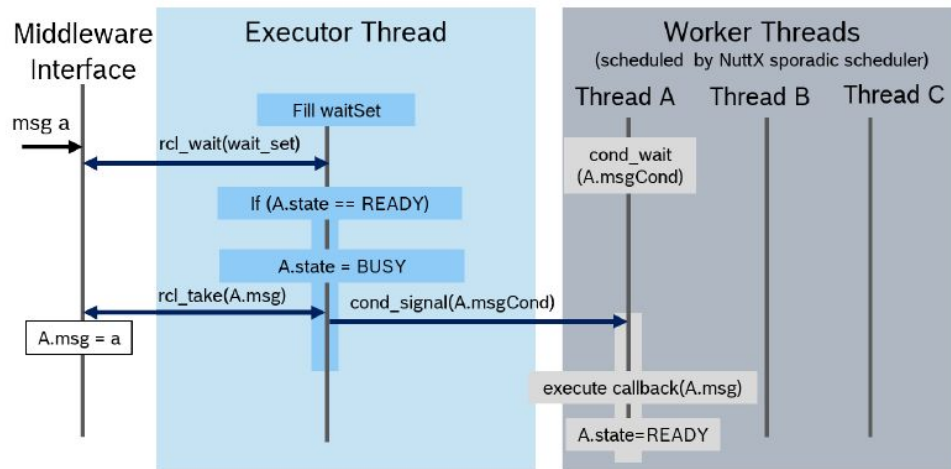 Middleware
Interface
Executor Thread
Worker Threads
(scheduled by NuttX sporadic scheduler)
Thread A
Thread B
Thread C
msg a
Fill waitSet
rcl_wait(wait_set)
cond_wait
(A.msgCond)
If (A.state == READY)
A.state = BUSY
rcl_take(A.msg)
cond_signal(A.msgCond)
A.msg = a
execute callback(A.msg)
A.state=READY